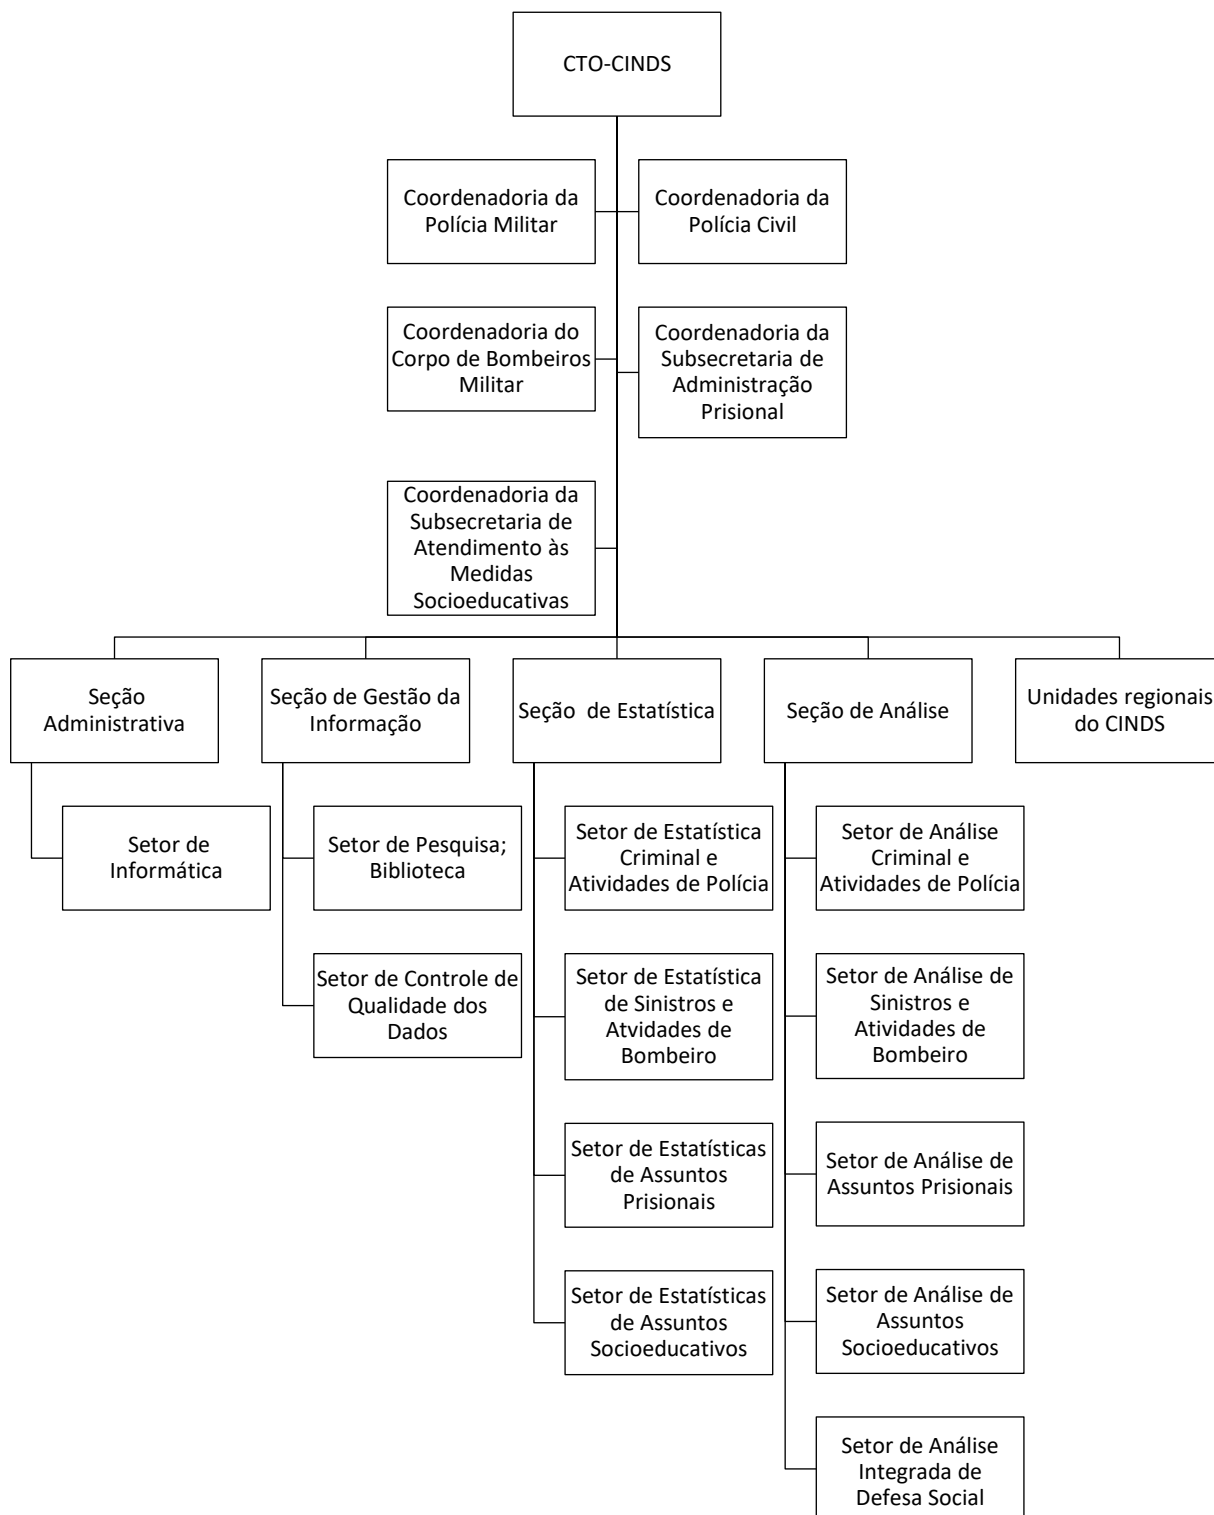 CTO-CINDS
Coordenadoria da
Polícia Militar
Coordenadoria da
Polícia Civil
Coordenadoria do
Corpo de Bombeiros
Militar
Coordenadoria da
Subsecretaria de
Administração
Prisional
Coordenadoria da
Subsecretaria de
Atendimento às
Medidas
Socioeducativas
Seção
Administrativa
Seção de Gestão da
Informação
Seção de Estatística
Seção de Análise
Unidades regionais
do CINDS
Setor de
Informática
Setor de Pesquisa;
Biblioteca
Setor de Estatística
Criminal e
Atividades de Polícia
Setor de Análise
Criminal e
Atividades de Polícia
Setor de Controle de
Qualidade dos
Dados
Setor de Estatística
de Sinistros e
Atvidades de
Bombeiro
Setor de Análise de
Sinistros e
Atividades de
Bombeiro
Setor de Estatísticas
de Assuntos
Prisionais
Setor de Análise de
Assuntos Prisionais
Setor de Estatísticas
de Assuntos
Socioeducativos
Setor de Análise de
Assuntos
Socioeducativos
Setor de Análise
Integrada de
Defesa Social